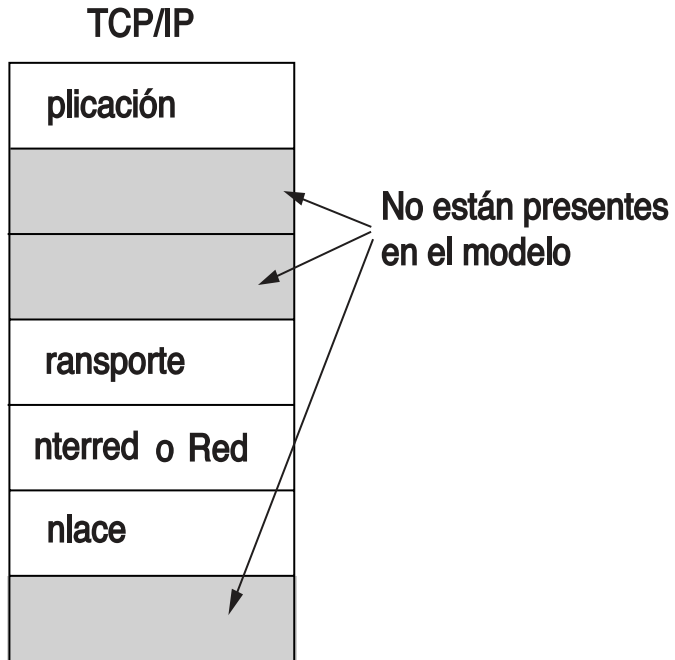 TCP/IP
plicación
No están presentes
en el modelo
ransporte
nterred o Red
nlace